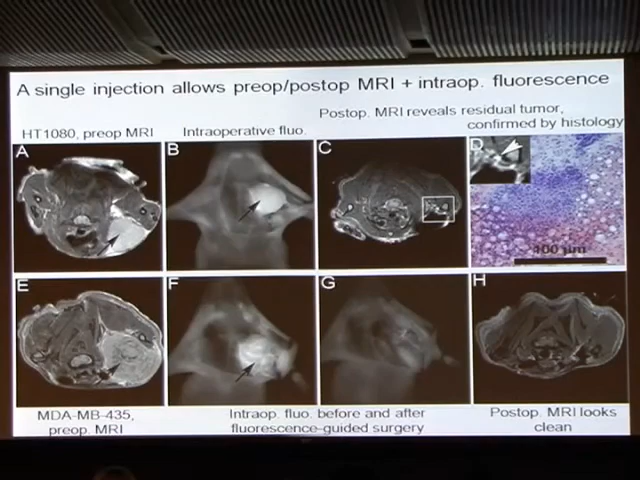 A single injection allows preop/postop MRI + intraop. fluorescence
Postop. MRI reveals residual tumor,
HT1080, preop MRI
Intraoperative fluo.
confirmed by histology
A
B
C
D
100 µm
E
F
G
H
MDA-MB-435,
preop. MRI
Intraop. fluo. before and after
fluorescence-guided surgery
Postop. MRI looks
clean